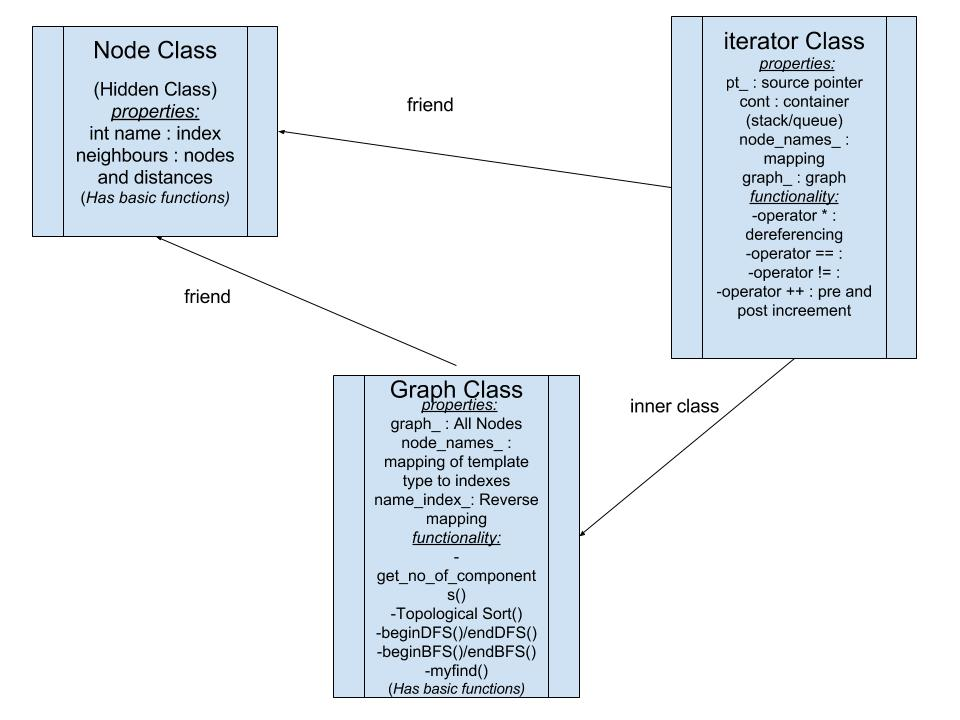 Node Class
(Hidden Class)
properties:
int name : index
neighbours : nodes
and distances
(Has basic functions)
friend
iterator Class
properties:
pt_ : source pointer
cont : container
(stack/queue)
node_names_ :
mapping
graph_ : graph
functionality:
-operator * :
dereferencing
-operator == :
-operator != :
-operator ++ : pre and
post increement
friend
inner class
Graph Class
properties:
graph_ : All Nodes
node_names_ :
mapping of template
type to indexes
name_index_: Reverse
mapping
functionality:
-
get_no_of_component
s()
-Topological Sort()
-beginDFS()/endDFS()
-beginBFS()/endBFS()
-myfind()
(Has basic functions)